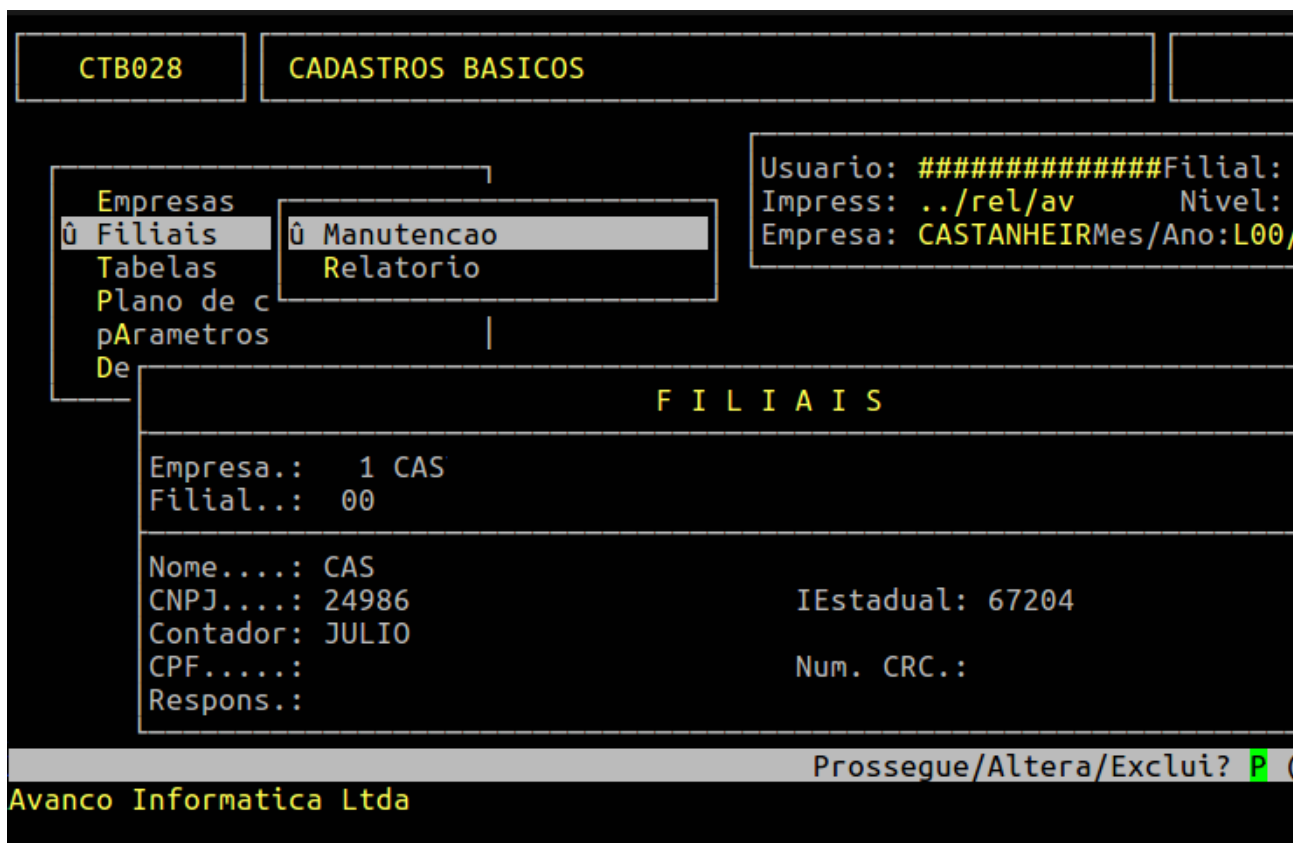 CTB028 CADASTROS BASICOS
Usuario: ##############Filial:
Impress: ../rel/av Nivel:
Empresa: CASTANHEIRMes/Ano:L00/
Empresas
û Filiais
Tabelas
Plano de c
pArametros
De
û Manutencao
Relatorio
F I L I A I S
Empresa.: 1 CAS
Filial..: 00
Nome....: CAS
CNPJ....: 24986 IEstadual: 67204
Contador: JULIO
CPF.....: Num. CRC.:
Respons.:
Prossegue/Altera/Exclui? P (
Avanco Informatica Ltda